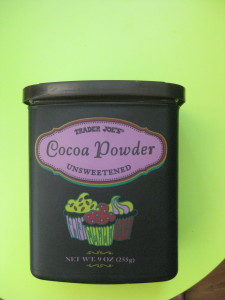 TRADER JOE'S®
Cocoa Powder
UNSWEETENED
NET WT. 9 OZ (255g)